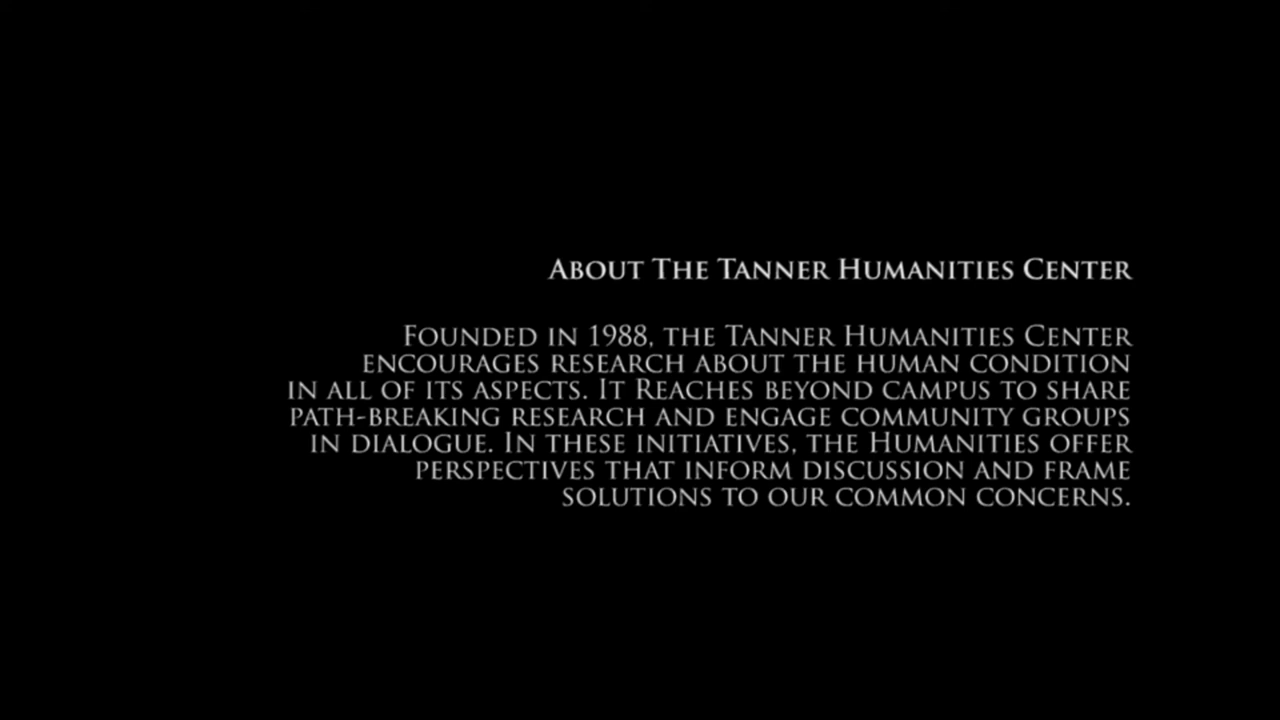 About The Tanner Humanities Center
Founded in 1988, the Tanner Humanities Center
encourages research about the human condition
in all of its aspects. It Reaches beyond campus to share
path-breaking research and engage community groups
in dialogue. In these initiatives, the Humanities offer
perspectives that inform discussion and frame
solutions to our common concerns.